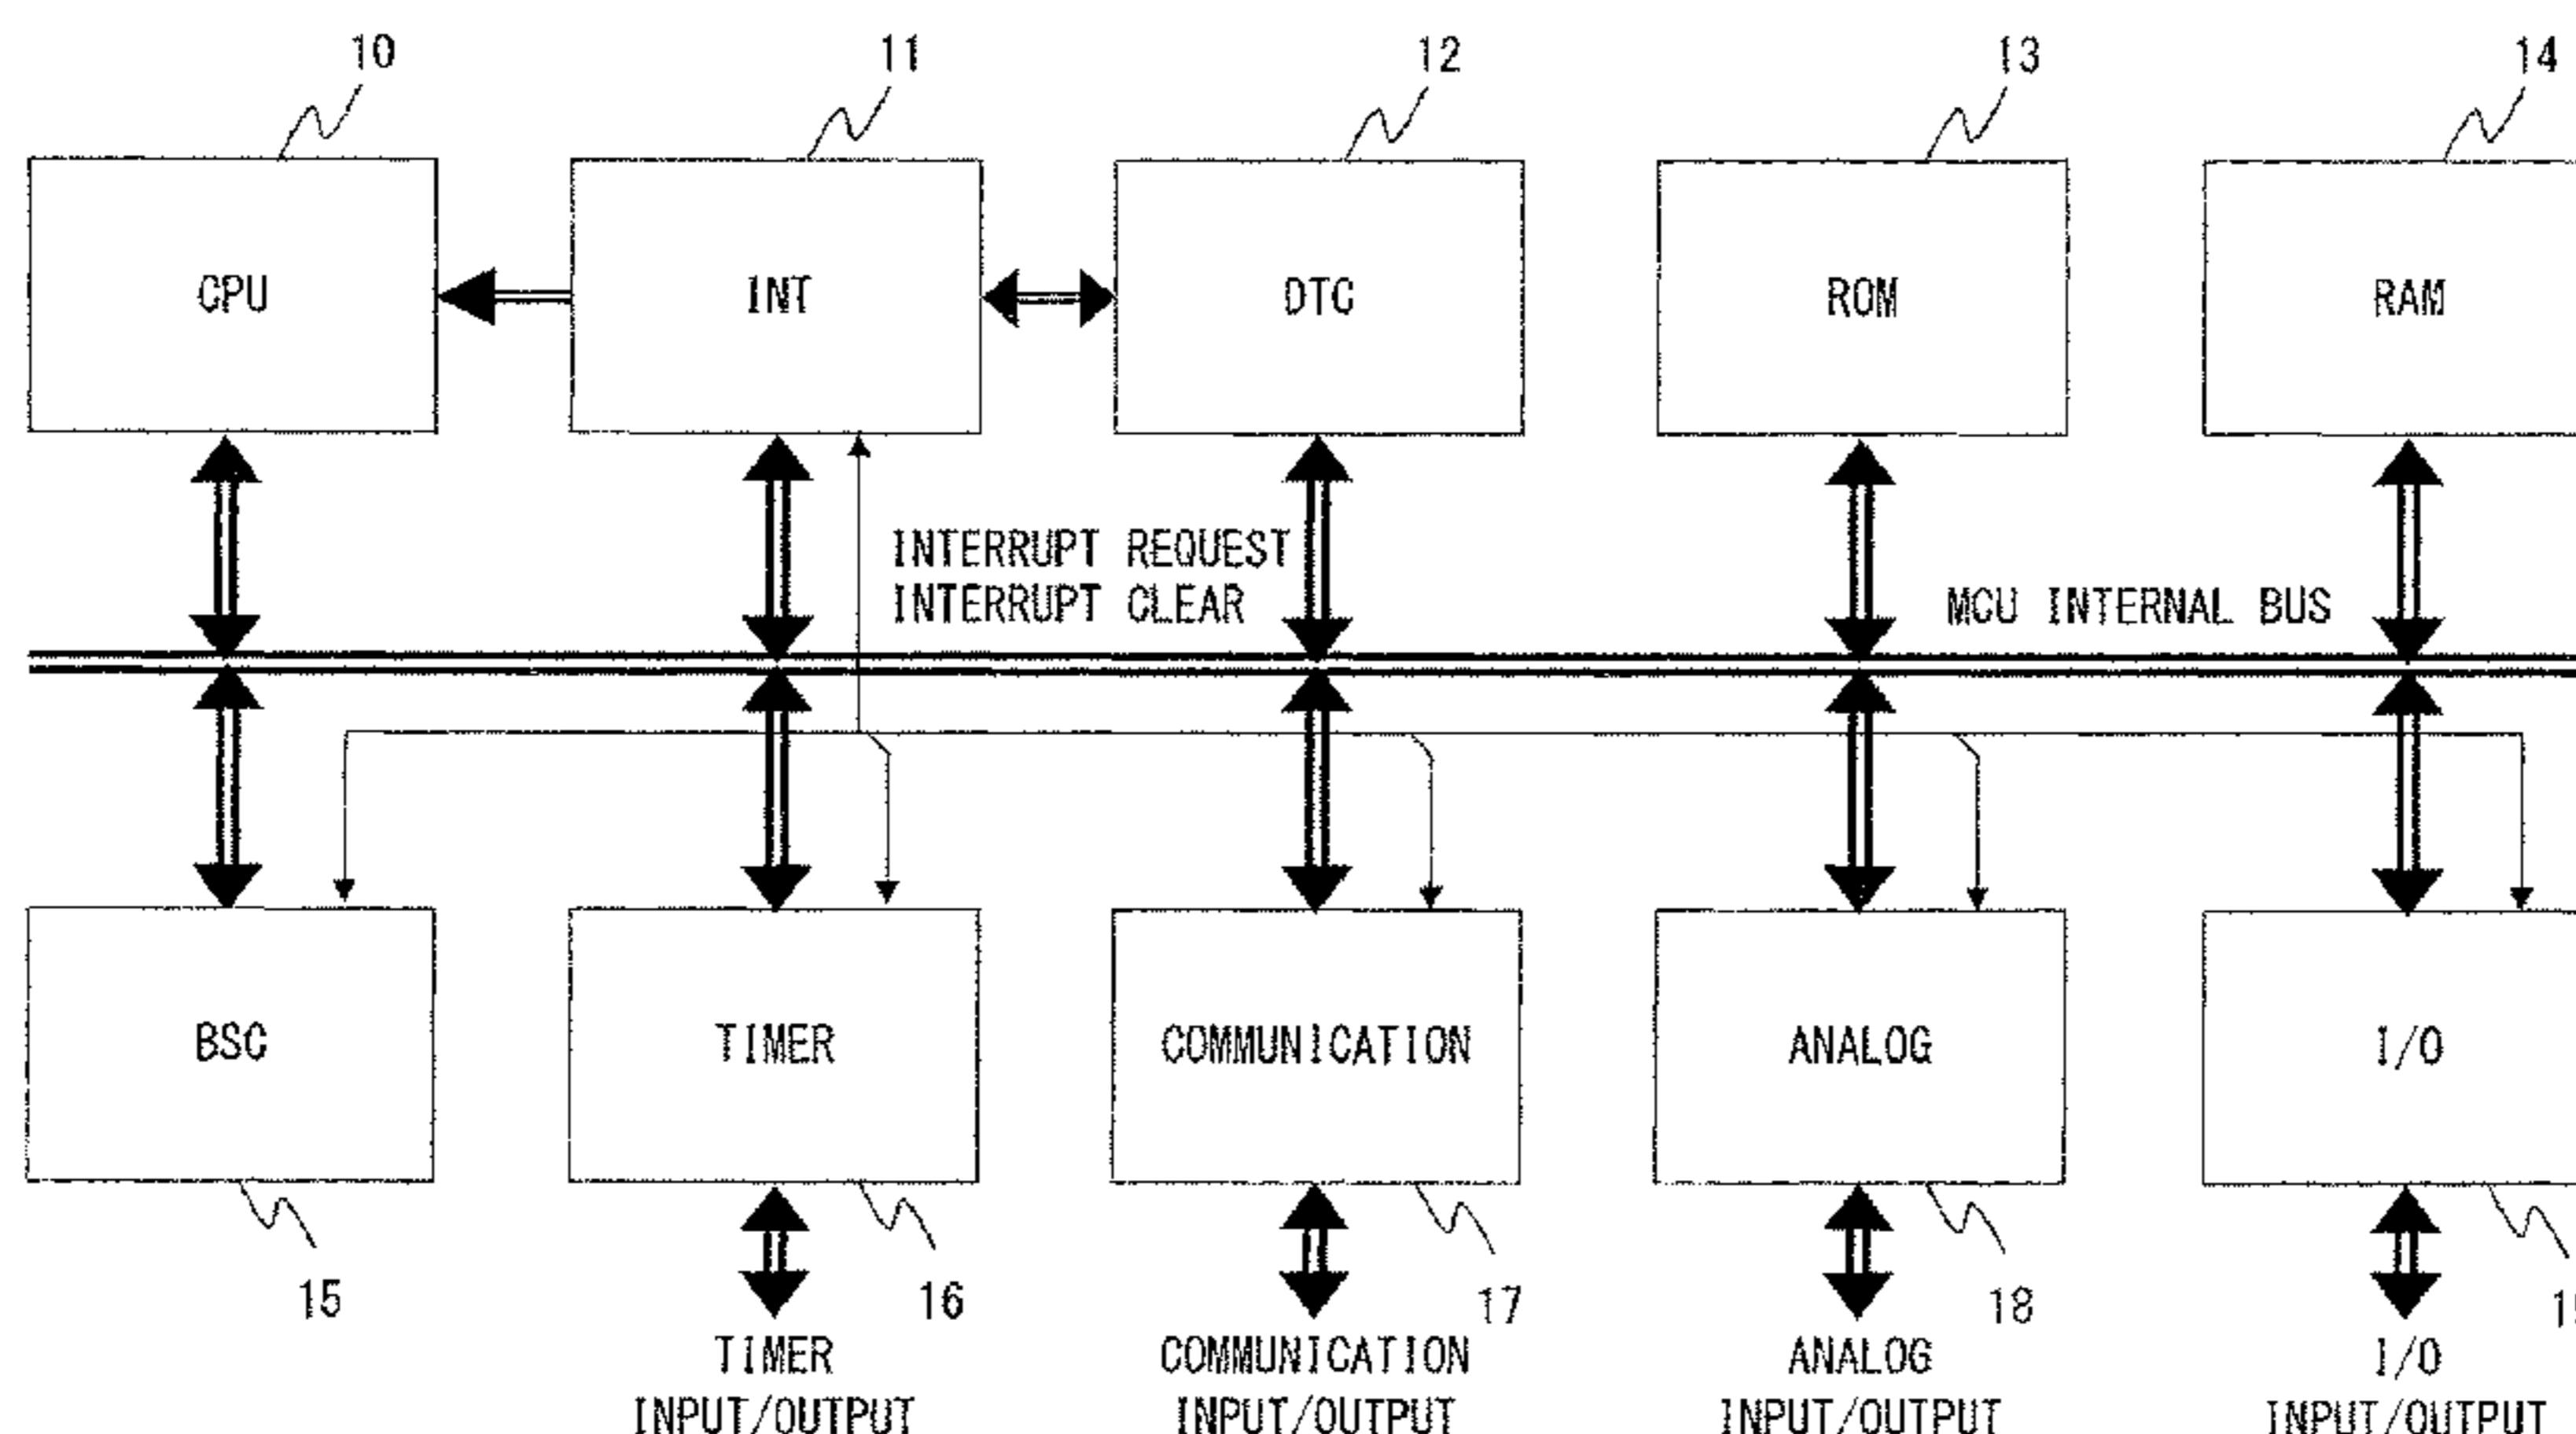 10
11
12
13
14
CPU
INT
DTC
ROM
RAM
INTERRUPT REQUEST
INTERRUPT CLEAR
MCU INTERNAL BUS
BSC
TIMER
COMMUNICATION
ANALOG
I/O
15
16
17
18
TIMER
INPUT/OUTPUT
COMMUNICATION
INPUT/OUTPUT
ANALOG
INPUT/OUTPUT
I/O
INPUT/OUTPUT